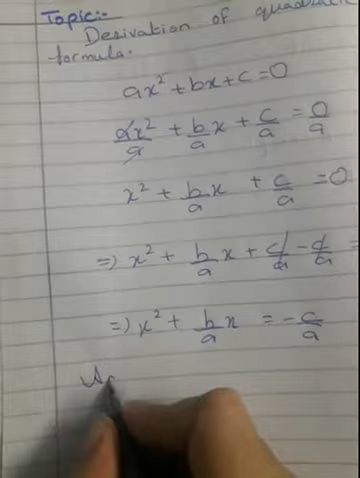 Topic:-
Derivation of quadratic
formula.
ax² + bx + c = 0
ax²/a + b/a x + c/a = 0/a
x² + b/a x + c/a = 0
=) x² + b/a x + c/a - c/a =
=) x² + b/a x = -c/a